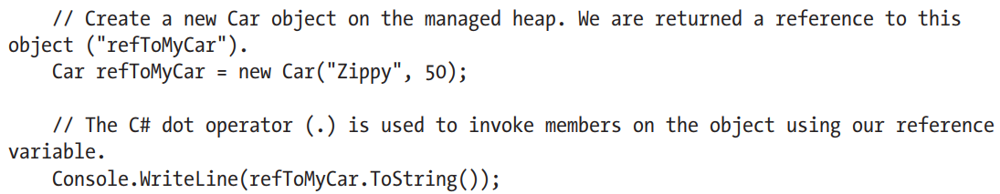 // Create a new Car object on the managed heap. We are returned a reference to this
object ("refToMyCar").
Car refToMyCar = new Car("Zippy", 50);
// The C# dot operator (.) is used to invoke members on the object using our reference
variable.
Console.WriteLine(refToMyCar.ToString());